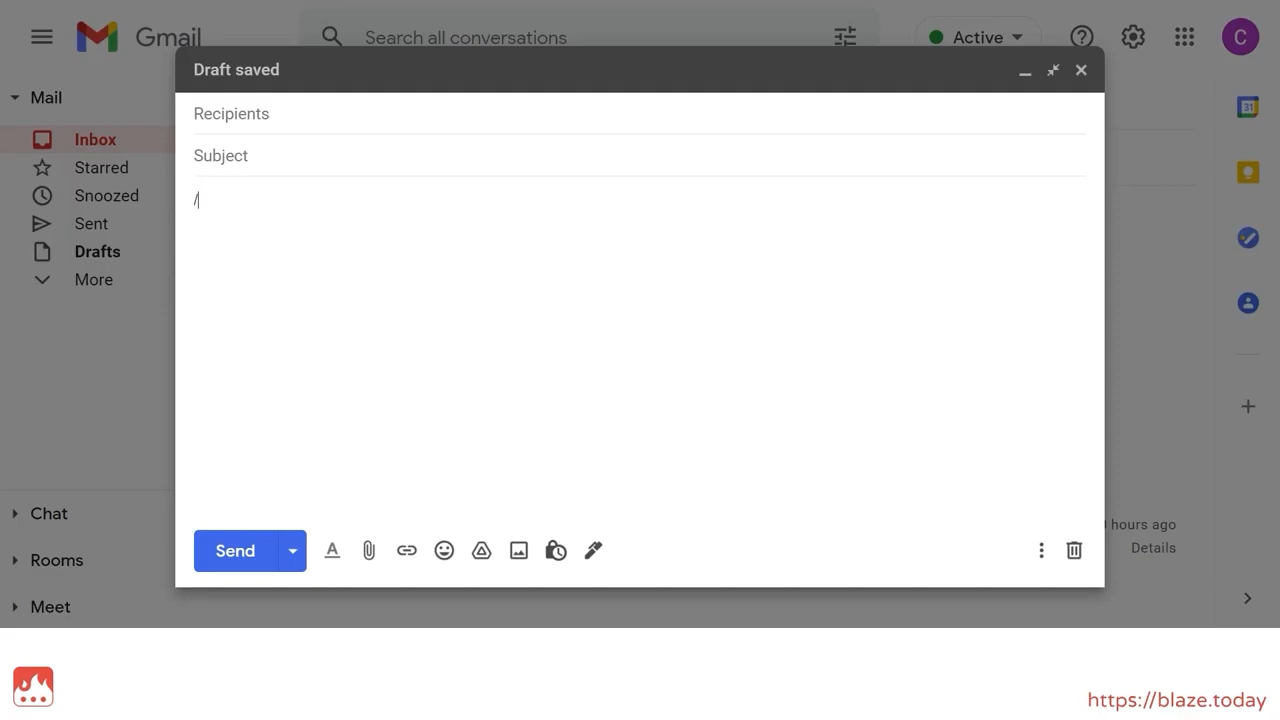 Gmail
Search all conversations
Active
C
Draft saved
Mail
Recipients
31
Inbox
Subject
Starred
Snoozed
/
Sent
Drafts
More
Chat
hours ago
Send
Details
Rooms
Meet
https://blaze.today